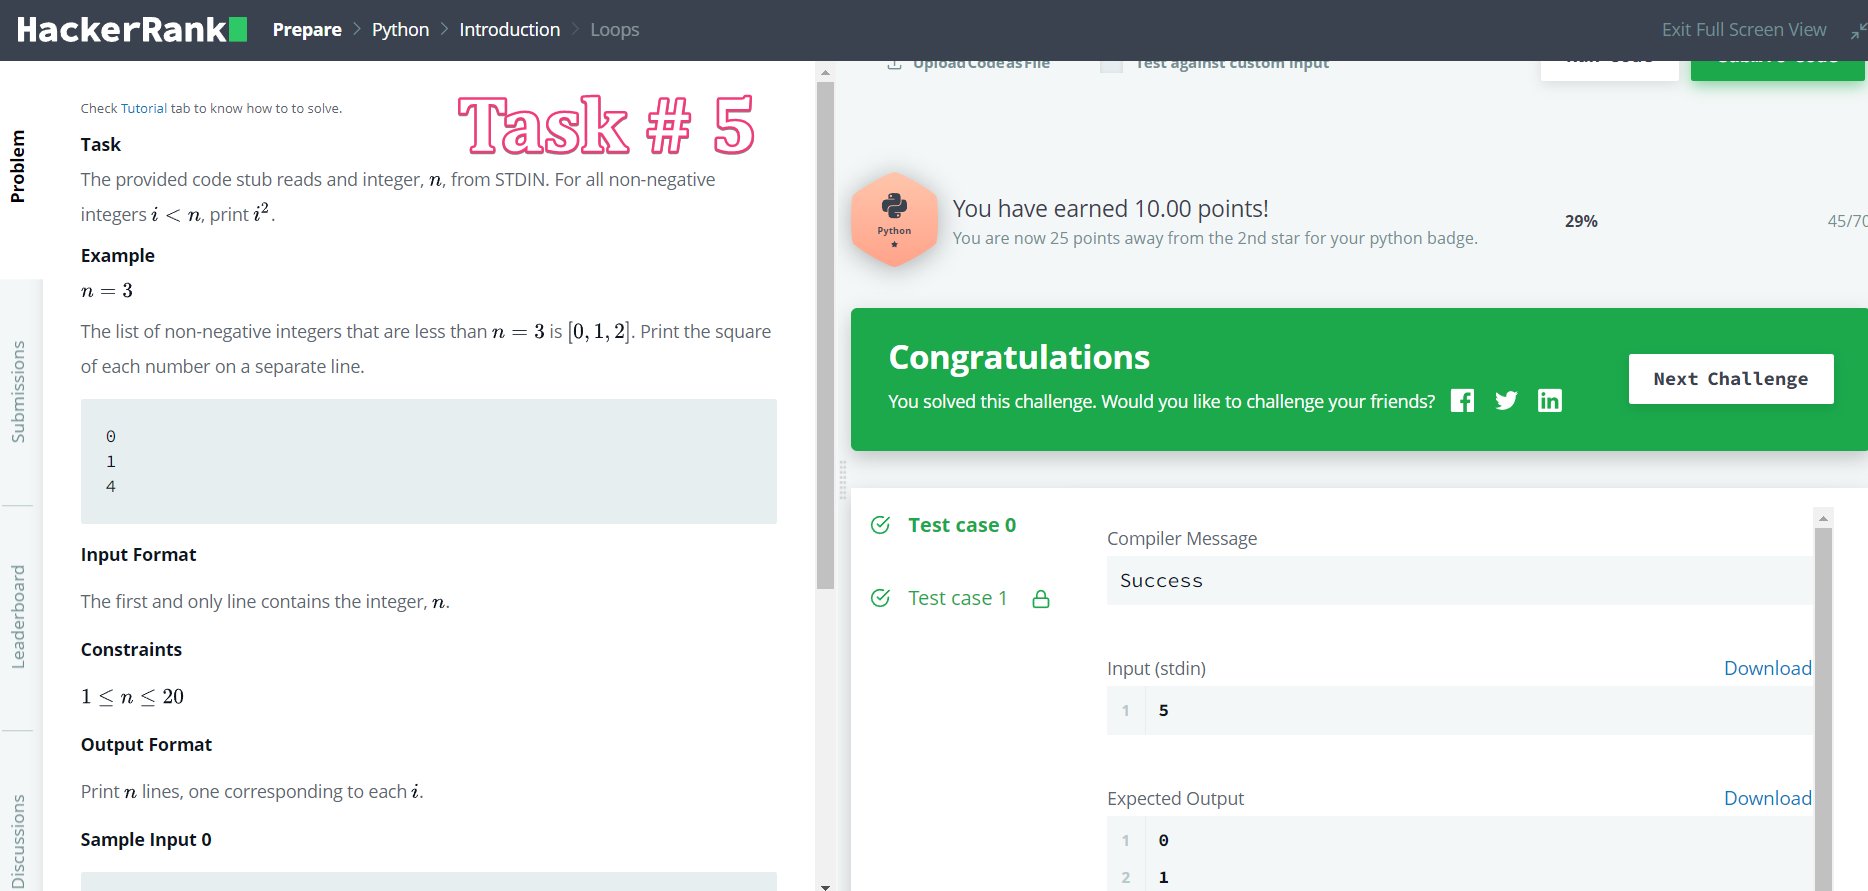 HackerRank Prepare > Python > Introduction > Loops
Exit Full Screen View
Problem
Submissions
Leaderboard
Discussions
Check Tutorial tab to know how to to solve.
Task # 5
Task
The provided code stub reads and integer, n, from STDIN. For all non-negative
integers i < n, print i².
Example
n = 3
The list of non-negative integers that are less than n = 3 is [0, 1, 2]. Print the square
of each number on a separate line.
0
1
4
Input Format
The first and only line contains the integer, n.
Constraints
1 ≤ n ≤ 20
Output Format
Print n lines, one corresponding to each i.
Sample Input 0
Upload Code as File
Test against custom input
Run Code
Submit Code
Python
You have earned 10.00 points!
You are now 25 points away from the 2nd star for your python badge.
29%
45/70
Congratulations
You solved this challenge. Would you like to challenge your friends?
Next Challenge
Test case 0
Test case 1
Compiler Message
Success
Input (stdin)
Download
1 5
Expected Output
Download
1 0
2 1